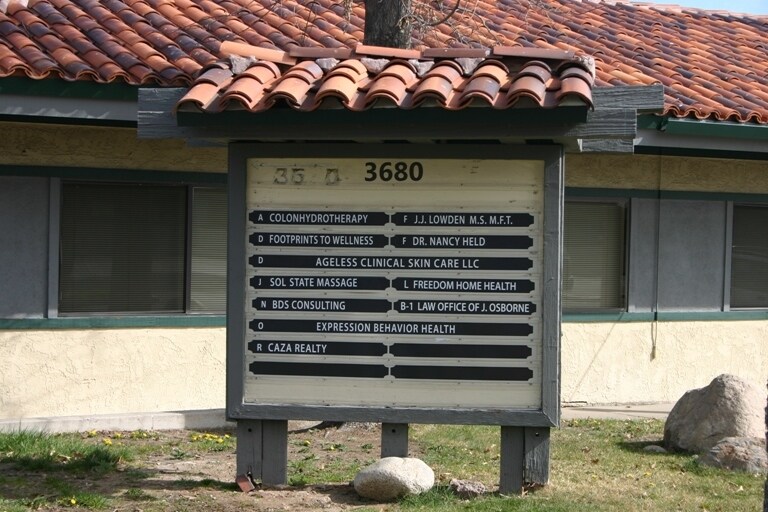 3680
A COLONHYDROTHERAPY
F J.J. LOWDEN M.S. M.F.T.
D FOOTPRINTS TO WELLNESS
F DR. NANCY HELD
D AGELESS CLINICAL SKIN CARE LLC
J SOL STATE MASSAGE
L FREEDOM HOME HEALTH
N BDS CONSULTING
B-1 LAW OFFICE OF J. OSBORNE
O EXPRESSION BEHAVIOR HEALTH
R CAZA REALTY